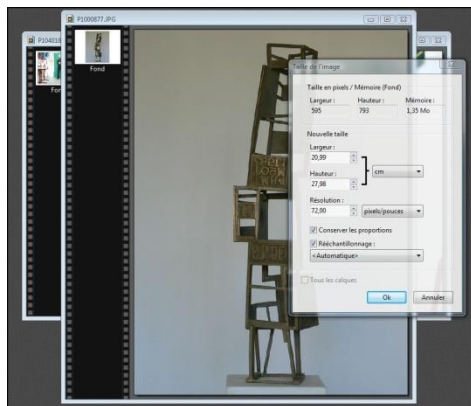 P1000877.JPG
Fond
Taille de l'image
Taille en pixels / Mémoire (Fond)
Largeur : Hauteur : Mémoire :
595 793 1,35 Mo
Nouvelle taille
Largeur :
20,99
cm
Hauteur :
27,98
Résolution :
72,00 pixels/pouces
Conserver les proportions
Rééchantillonnage :
<Automatique>
Tous les calques
Ok Annuler